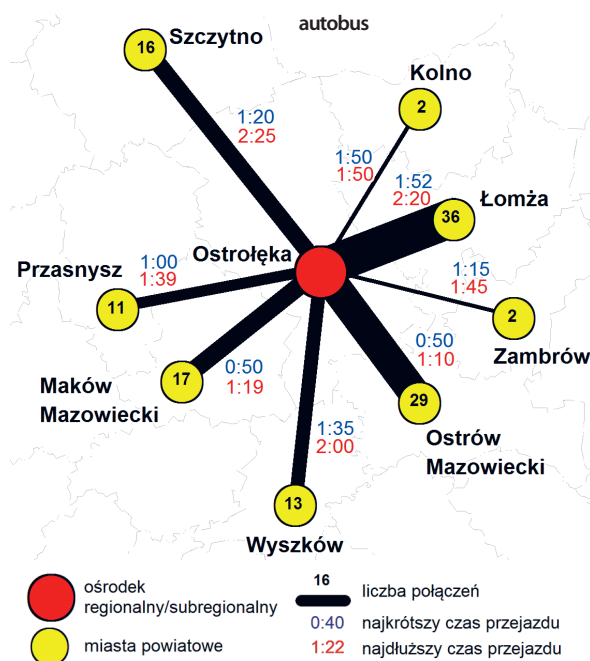 autobus
16
Szczytno
Kolno
2
1:20
2:25
1:50
1:50
1:52
2:20
Łomża
36
Ostrołęka
Przasnysz
1:00
1:39
11
1:15
1:45
2
Zambrów
0:50
1:10
17
0:50
1:19
Maków
Mazowiecki
29
Ostrów
Mazowiecki
1:35
2:00
13
Wyszków
ośrodek
regionalny/subregionalny
miasta powiatowe
16
liczba połączeń
0:40 najkrótszy czas przejazdu
1:22 najdłuższy czas przejazdu